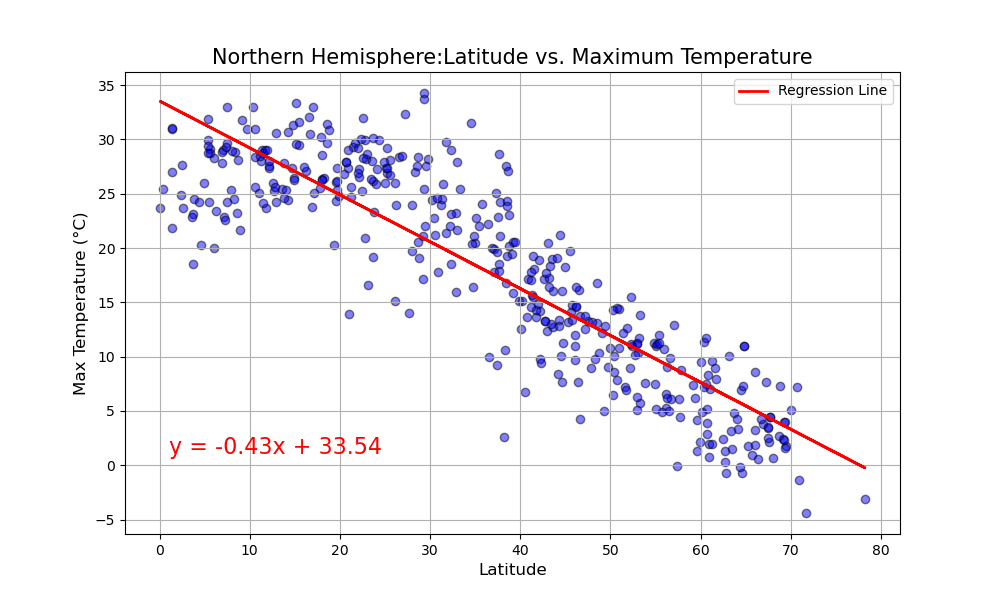 Northern Hemisphere:Latitude vs. Maximum Temperature
Regression Line
Max Temperature (°C)
35
30
25
20
15
10
5
0
−5
y = -0.43x + 33.54
0 10 20 30 40 50 60 70 80
Latitude